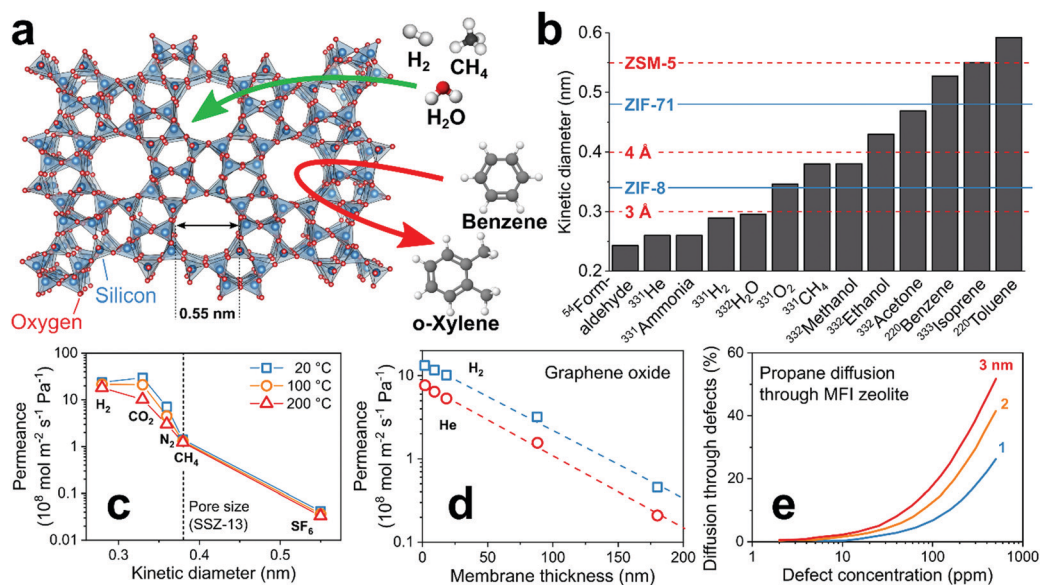 a
H2
CH4
H2O
Benzene
o-Xylene
Silicon
Oxygen
0.55 nm
b
Kinetic diameter (nm)
0.6
0.5
0.4
0.3
0.2
ZSM-5
ZIF-71
4 Å
ZIF-8
3 Å
54Form-
aldehyde
331He
331Ammonia
331H2
332H2O
331O2
331CH4
332Methanol
332Ethanol
332Acetone
220Benzene
333Isoprene
220Toluene
c
Permeance
(10⁸ mol m⁻² s⁻¹ Pa⁻¹)
100
10
1
0.1
0.01
20 °C
100 °C
200 °C
H2
CO2
N2
CH4
SF6
Pore size
(SSZ-13)
0.3
0.4
0.5
Kinetic diameter (nm)
d
Permeance
(10⁸ mol m⁻² s⁻¹ Pa⁻¹)
10
1
0.1
Graphene oxide
H2
He
0
50
100
150
200
Membrane thickness (nm)
e
Diffusion through defects (%)
60
40
20
0
Propane diffusion
through MFI zeolite
3 nm
2
1
1
10
100
1000
Defect concentration (ppm)